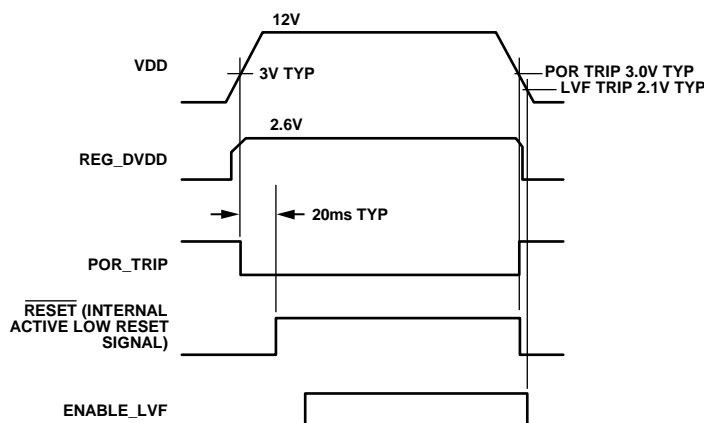 12V
VDD
3V TYP
POR TRIP 3.0V TYP
LVF TRIP 2.1V TYP
2.6V
REG_DVDD
20ms TYP
POR_TRIP
RESET (INTERNAL
ACTIVE LOW RESET
SIGNAL)
ENABLE_LVF